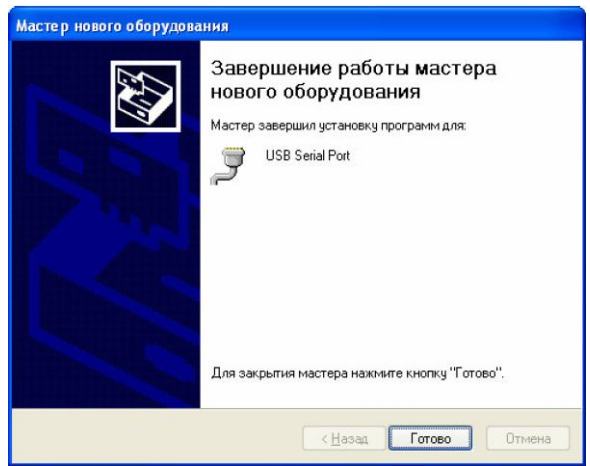 Мастер нового оборудования
Завершение работы мастера
нового оборудования
Мастер завершил установку программ для:
USB Serial Port
Для закрытия мастера нажмите кнопку "Готово".
< Назад
Готово
Отмена